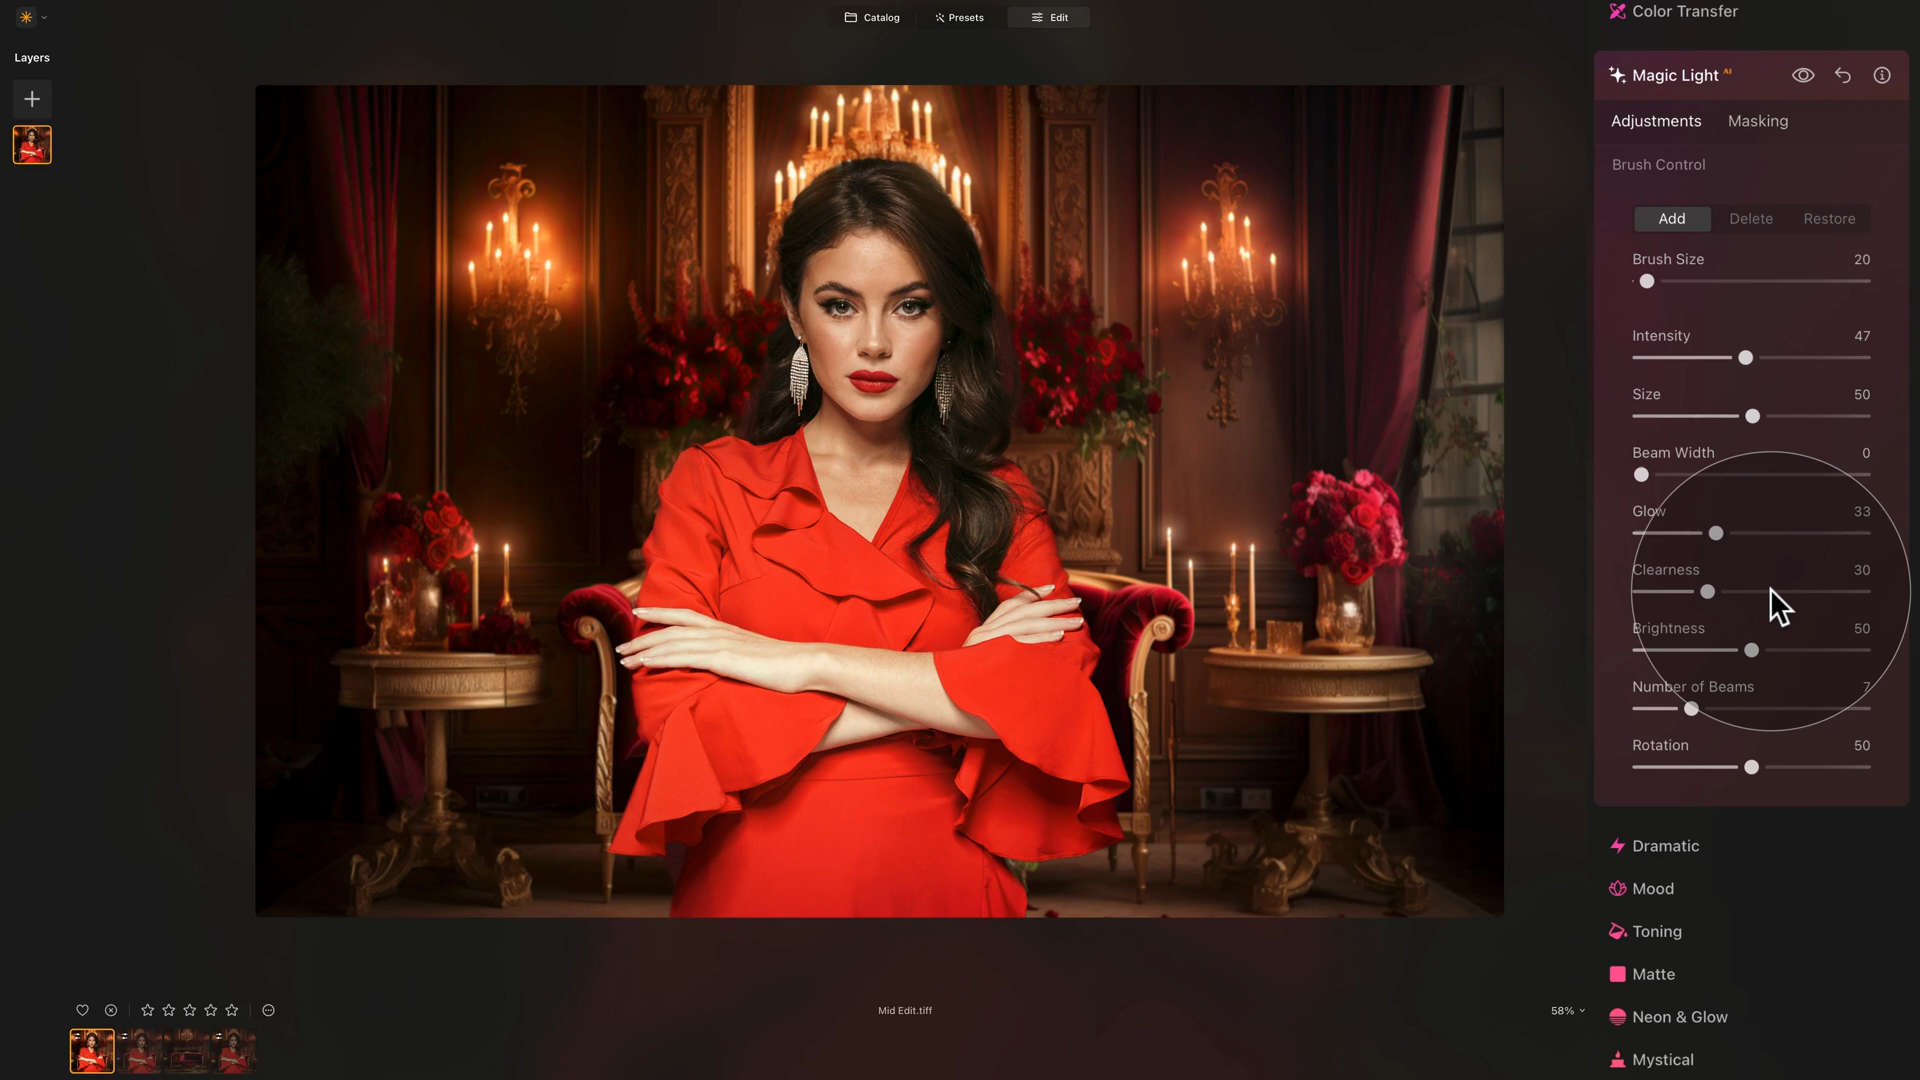 Catalog
Presets
Edit
Color Transfer
Layers
Magic Light AI
Adjustments Masking
Brush Control
Add Delete Restore
Brush Size 20
Intensity 47
Size 50
Beam Width 0
Glow 33
Clearness 30
Brightness 50
Number of Beams 7
Rotation 50
Dramatic
Mood
Toning
Matte
Neon & Glow
Mystical
Mid Edit.tiff
58%